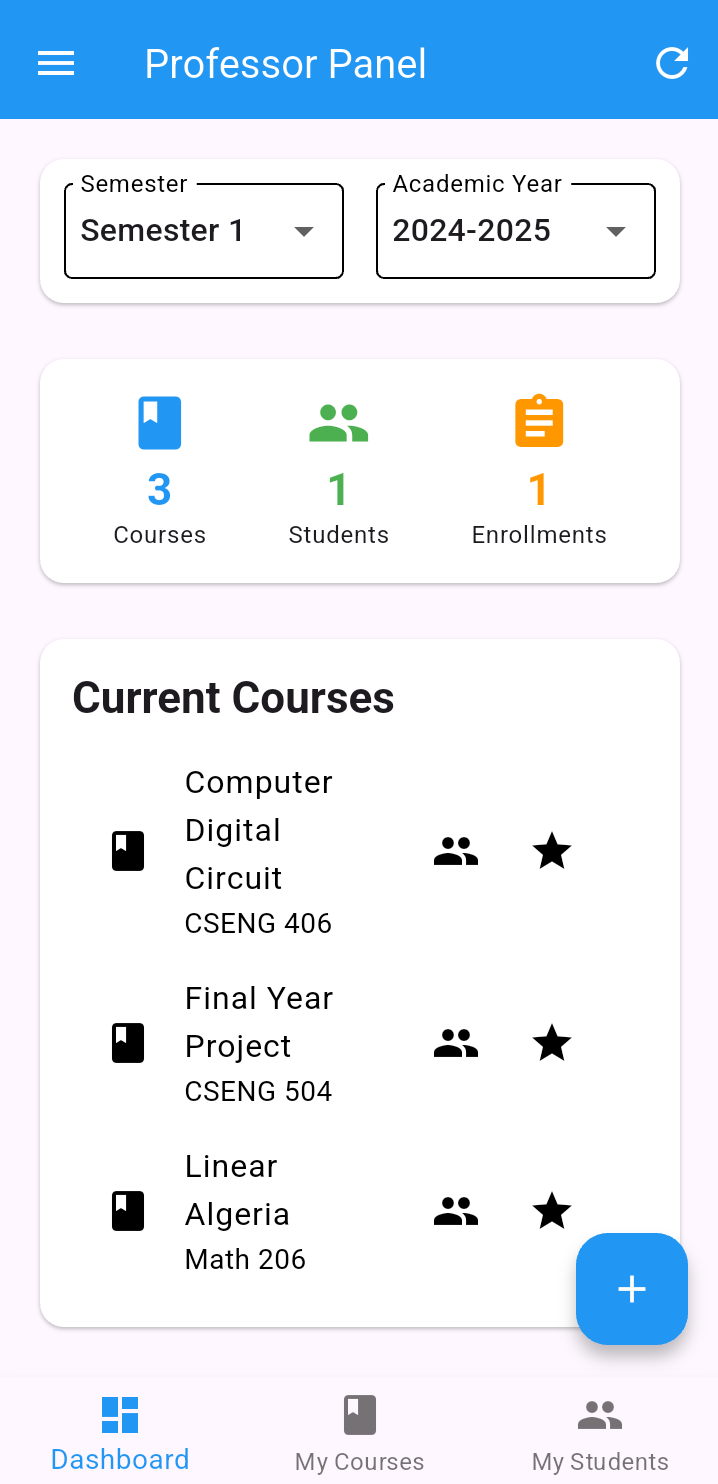 Professor Panel
Semester
Academic Year
Semester 1
2024-2025
3
1
1
Courses
Students
Enrollments
Current Courses
Computer
Digital
Circuit
CSENG 406
Final Year
Project
CSENG 504
Linear
Algeria
Math 206
Dashboard
My Courses
My Students